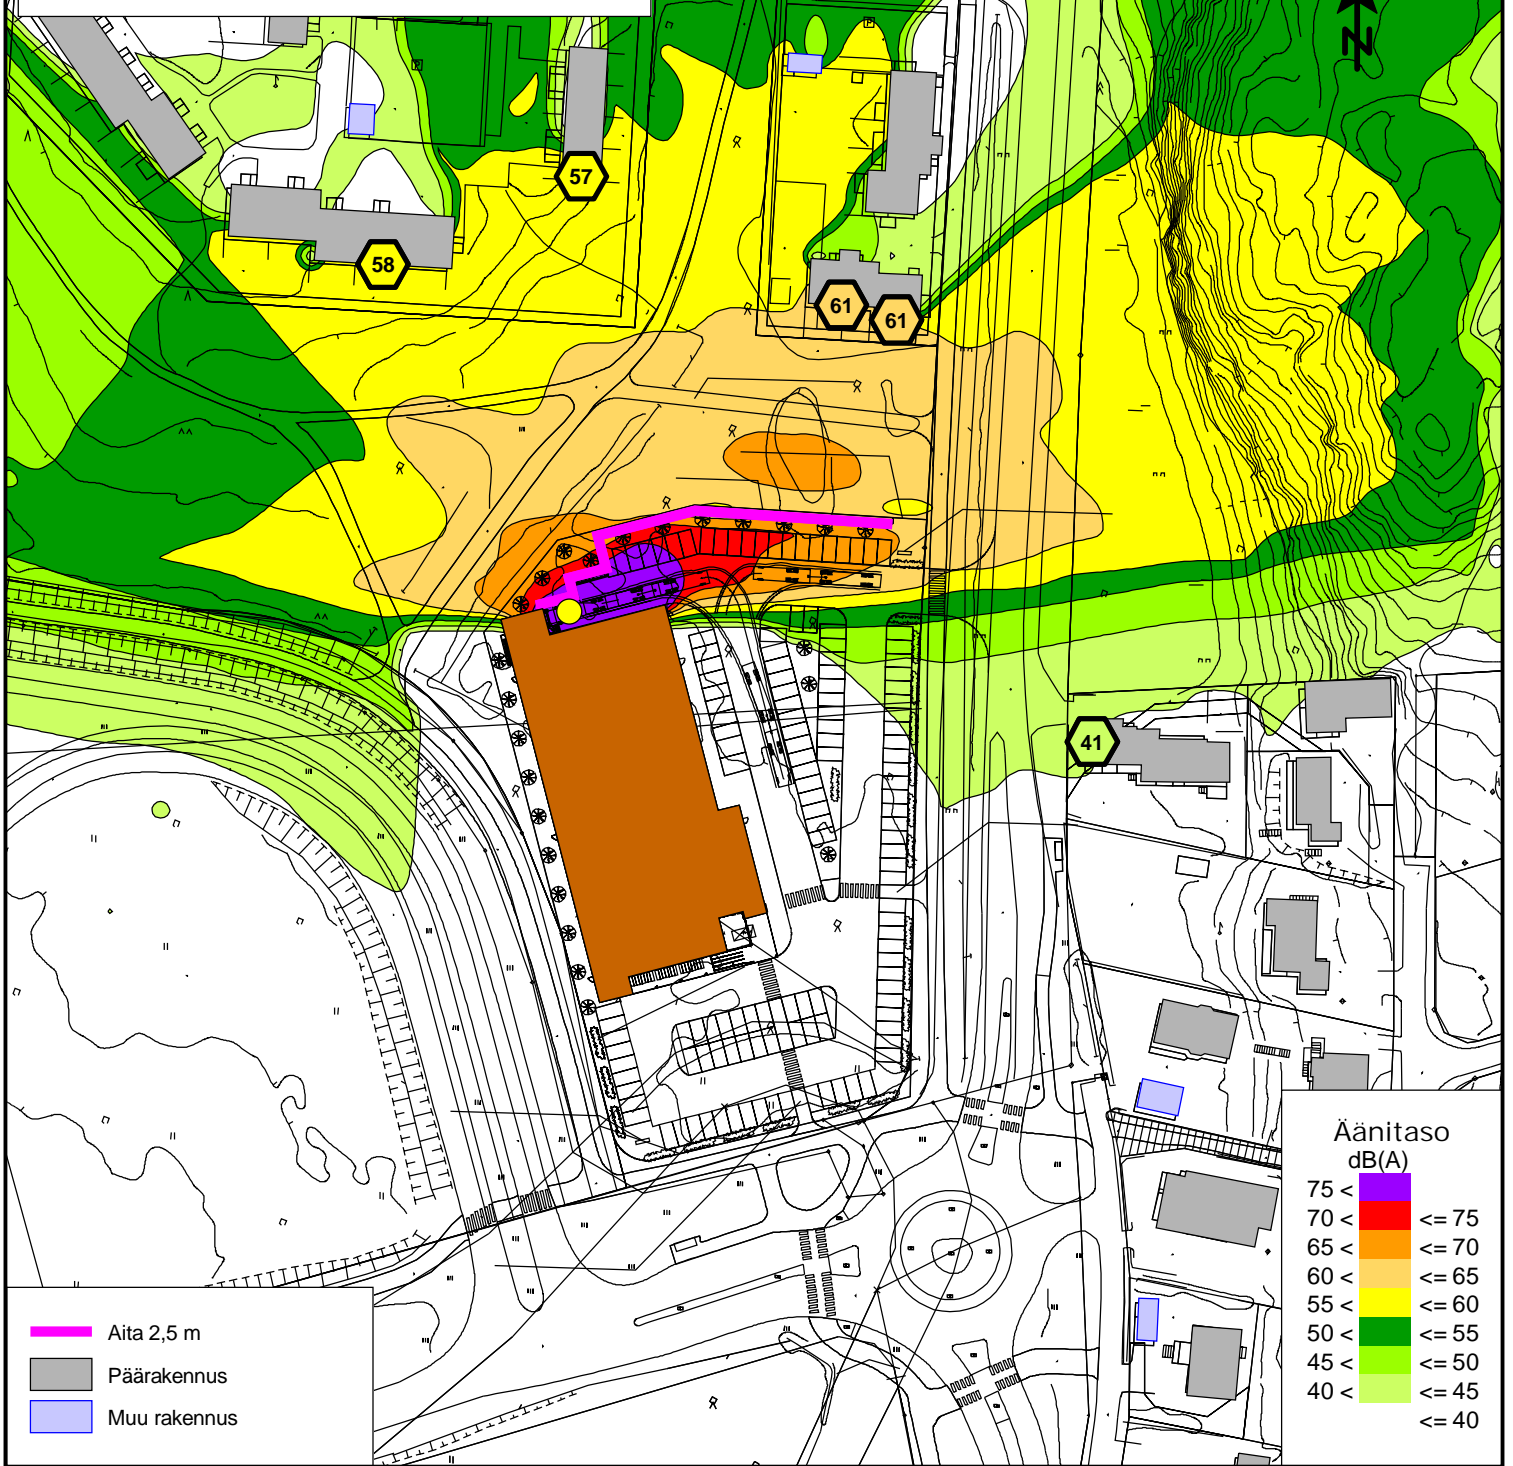 N
57
58
61
61
41
Äänitaso
dB(A)
75 <
70 < <= 75
65 < <= 70
60 < <= 65
55 < <= 60
50 < <= 55
45 < <= 50
40 < <= 45
<= 40
Aita 2,5 m
Päärakennus
Muu rakennus